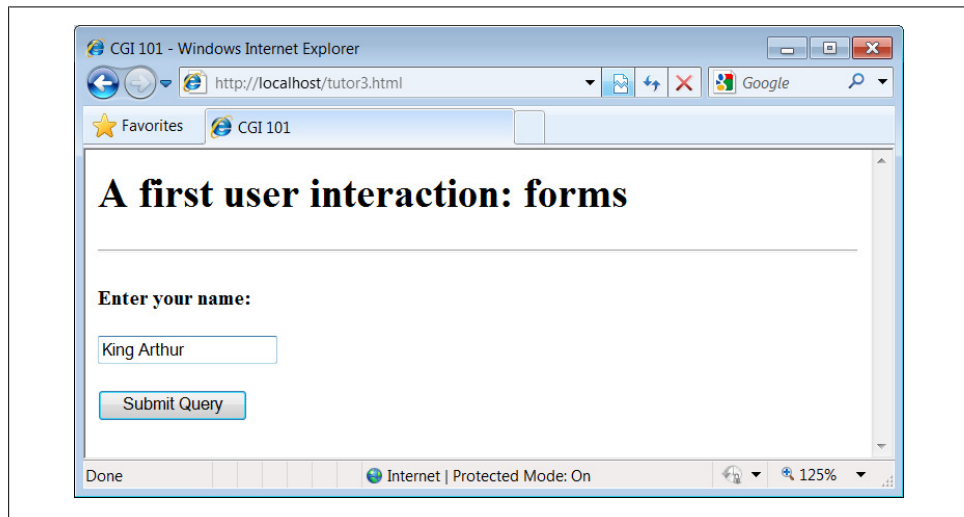 CGI 101 - Windows Internet Explorer
http://localhost/tutor3.html
Google
Favorites
CGI 101
A first user interaction: forms
Enter your name:
King Arthur
Submit Query
Done
Internet | Protected Mode: On
125%